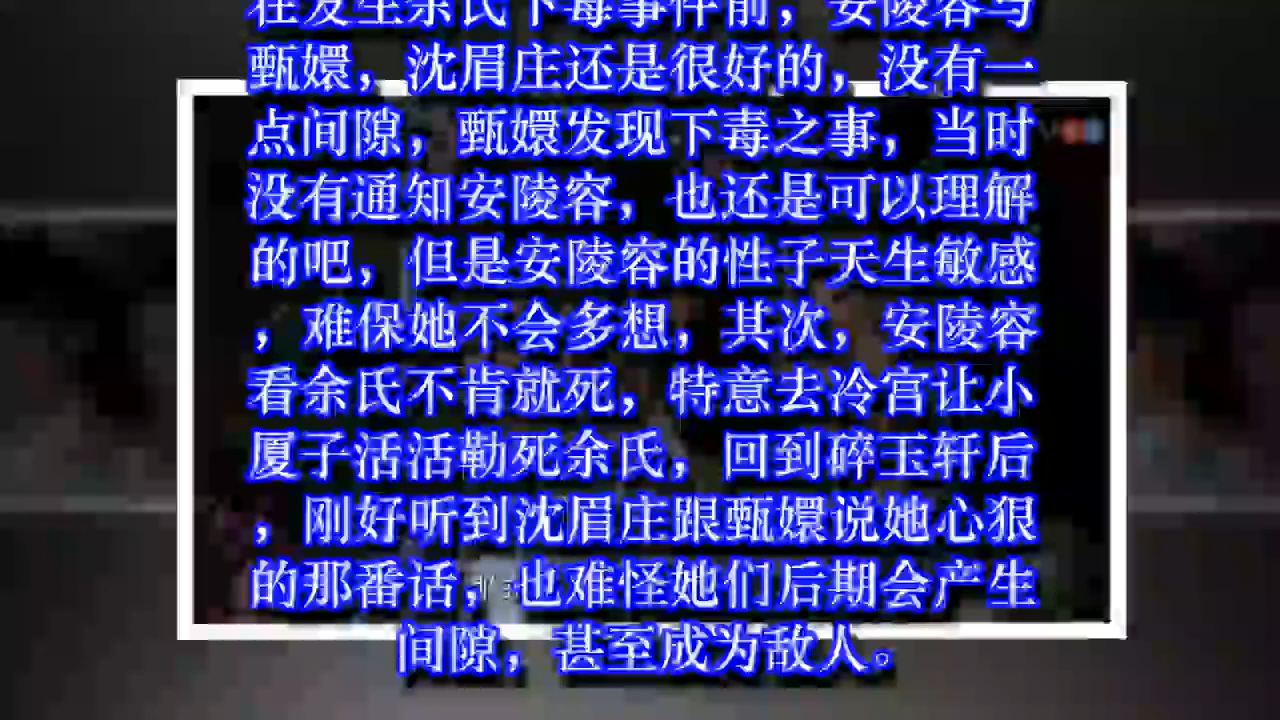 在发生余氏下毒事件前，安陵容与
甄嬛，沈眉庄还是很好的，没有一
点间隙，甄嬛发现下毒之事，当时
没有通知安陵容，也还是可以理解
的吧，但是安陵容的性子天生敏感
，难保她不会多想，其次，安陵容
看余氏不肯就死，特意去冷宫让小
厦子活活勒死余氏，回到碎玉轩后
，刚好听到沈眉庄跟甄嬛说她心狠
的那番话，也难怪她们后期会产生
间隙，甚至成为敌人。